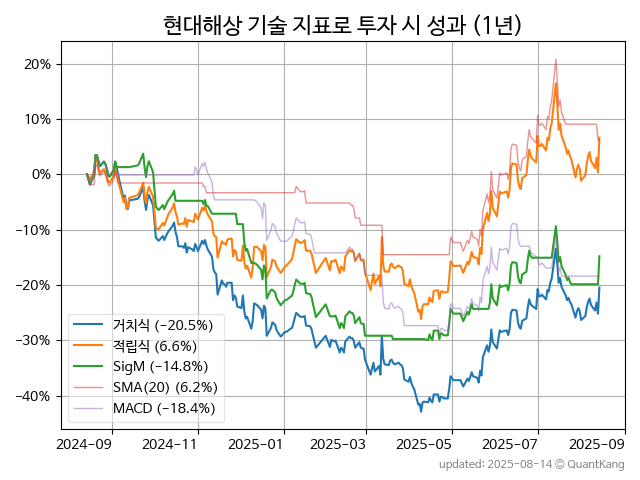 현대해상 기술 지표로 투자 시 성과 (1년)
20%
10%
0%
−10%
−20%
−30%
−40%
거치식 (−20.5%)
적립식 (6.6%)
SigM (−14.8%)
SMA(20) (6.2%)
MACD (−18.4%)
2024-09
2024-11
2025-01
2025-03
2025-05
2025-07
2025-09
updated: 2025-08-14 © QuantKang